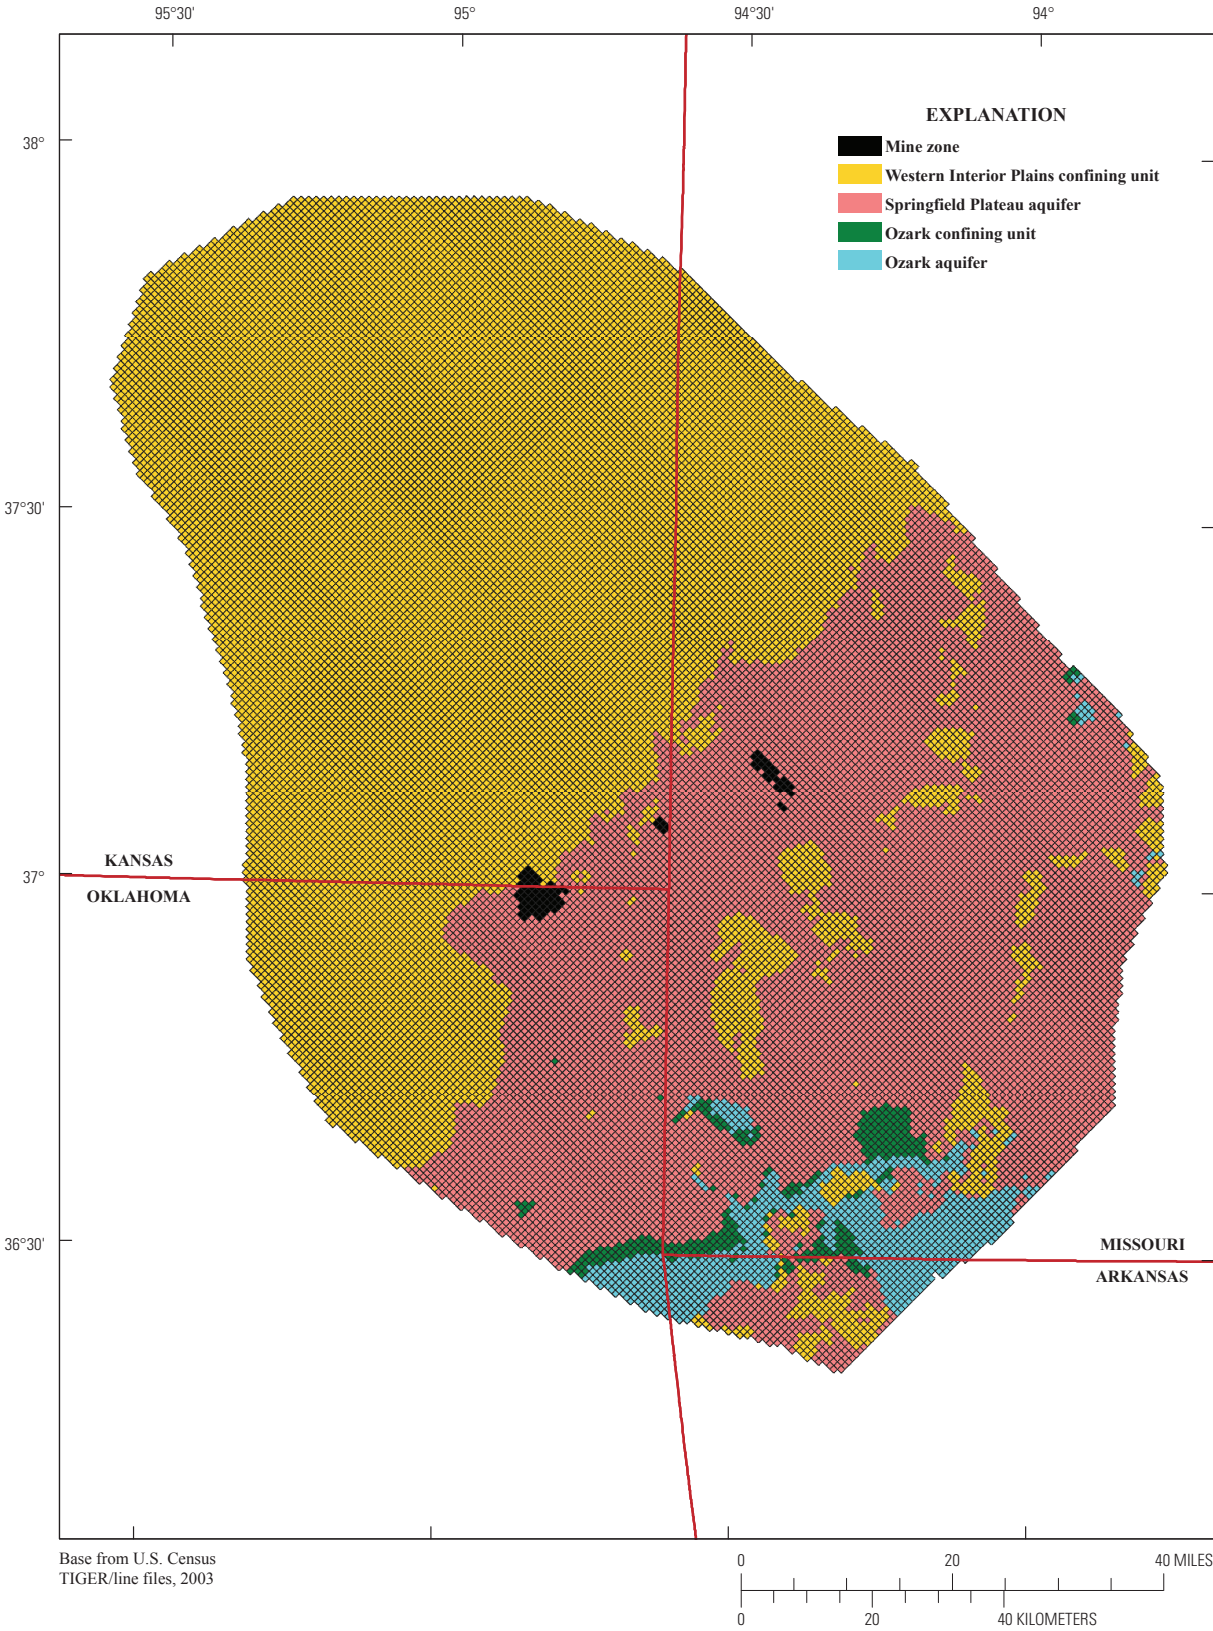 95°30' 95° 94°30' 94°
38°
37°30'
37°
36°30'
EXPLANATION
Mine zone
Western Interior Plains confining unit
Springfield Plateau aquifer
Ozark confining unit
Ozark aquifer
KANSAS
OKLAHOMA
MISSOURI
ARKANSAS
Base from U.S. Census
TIGER/line files, 2003
0 20 40 MILES
0 20 40 KILOMETERS